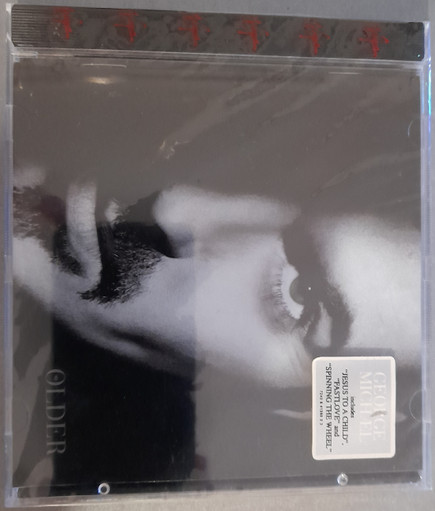 GEORGE
MICHAEL
includes
"JESUS TO A CHILD",
"FASTLOVE" and
"SPINNING THE WHEEL"
OLDER